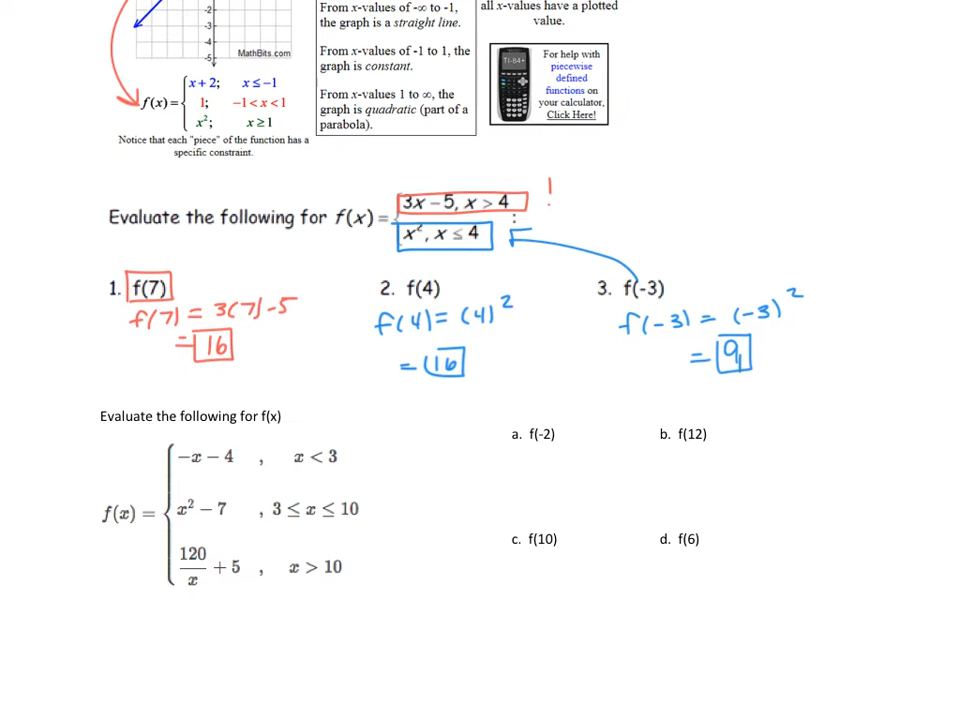 -2
-3
-4
-5
MathBits.com
f(x) = { x + 2; x ≤ −1
1; −1 < x < 1
x²; x ≥ 1
Notice that each "piece" of the function has a
specific constraint.
From x-values of -∞ to -1,
the graph is a straight line.
From x-values of -1 to 1, the
graph is constant.
From x-values 1 to ∞, the
graph is quadratic (part of a
parabola).
all x-values have a plotted
value.
TI-84+
For help with
piecewise
defined
functions on
your calculator,
Click Here!
Evaluate the following for f(x) = { 3x − 5, x > 4
x², x ≤ 4
!
1. f(7)
f(7) = 3(7) - 5
= 16
2. f(4)
f(4) = (4)²
= 16
3. f(-3)
f(-3) = (-3)²
= 9
Evaluate the following for f(x)
f(x) = { −x − 4 , x < 3
x² − 7 , 3 ≤ x ≤ 10
120/x + 5 , x > 10
a. f(-2)
b. f(12)
c. f(10)
d. f(6)